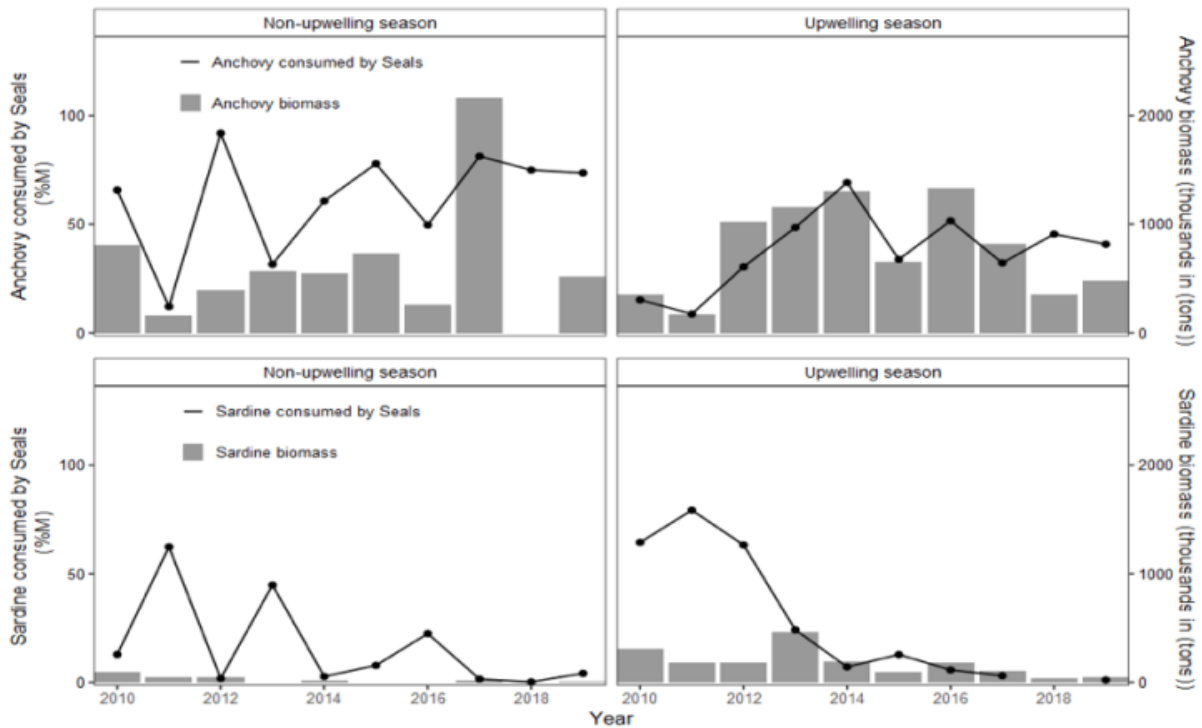 Non-upwelling season
Upwelling season
Anchovy consumed by Seals
(%M)
Anchovy consumed by Seals
Anchovy biomass
100
50
0
2000
1000
0
Anchovy biomass (thousands in (tons))
Non-upwelling season
Upwelling season
Sardine consumed by Seals
(%M)
Sardine consumed by Seals
Sardine biomass
100
50
0
2000
1000
0
Sardine biomass (thousands in (tons))
2010 2012 2014 2016 2018 2010 2012 2014 2016 2018
Year